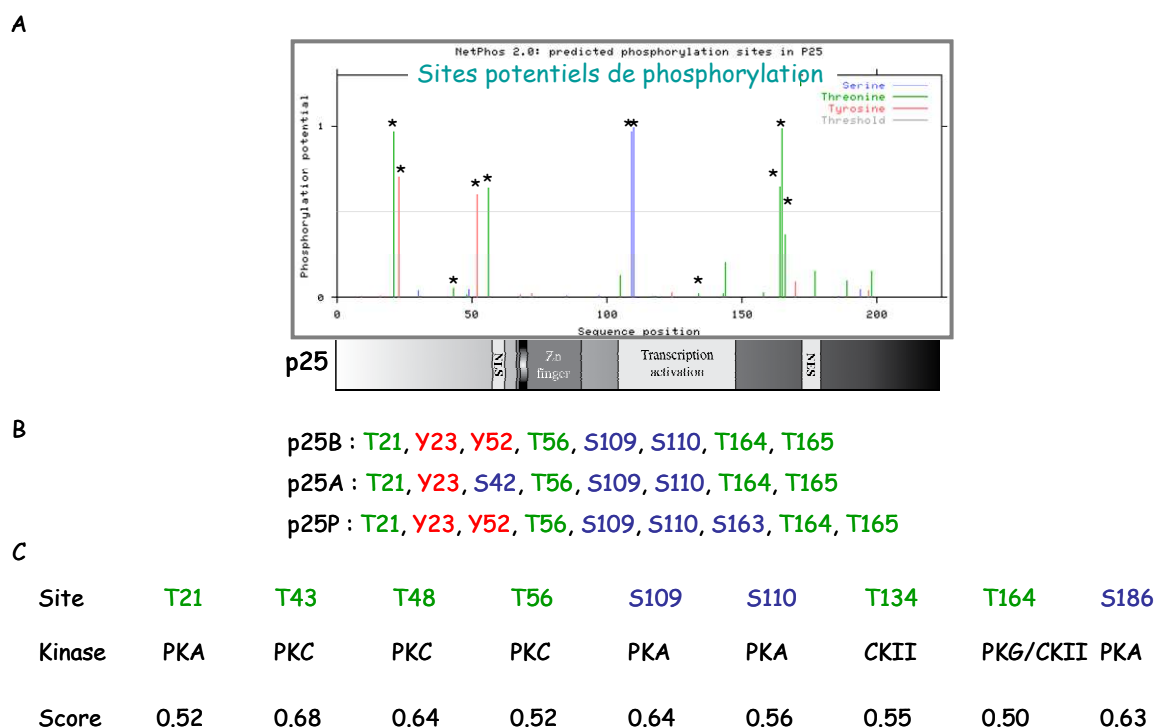 A
NetPhos 2.0: predicted phosphorylation sites in P25
Sites potentiels de phosphorylation
Serine
Threonine
Tyrosine
Threshold
Phosphorylation potential
1
0
0 50 100 150 200
Sequence position
* * * * * ** * * * * *
p25 NLS Zn finger Transcription activation NES
B
p25B : T21, Y23, Y52, T56, S109, S110, T164, T165
p25A : T21, Y23, S42, T56, S109, S110, T164, T165
p25P : T21, Y23, Y52, T56, S109, S110, S163, T164, T165
C
Site T21 T43 T48 T56 S109 S110 T134 T164 S186
Kinase PKA PKC PKC PKC PKA PKA CKII PKG/CKII PKA
Score 0.52 0.68 0.64 0.52 0.64 0.56 0.55 0.50 0.63